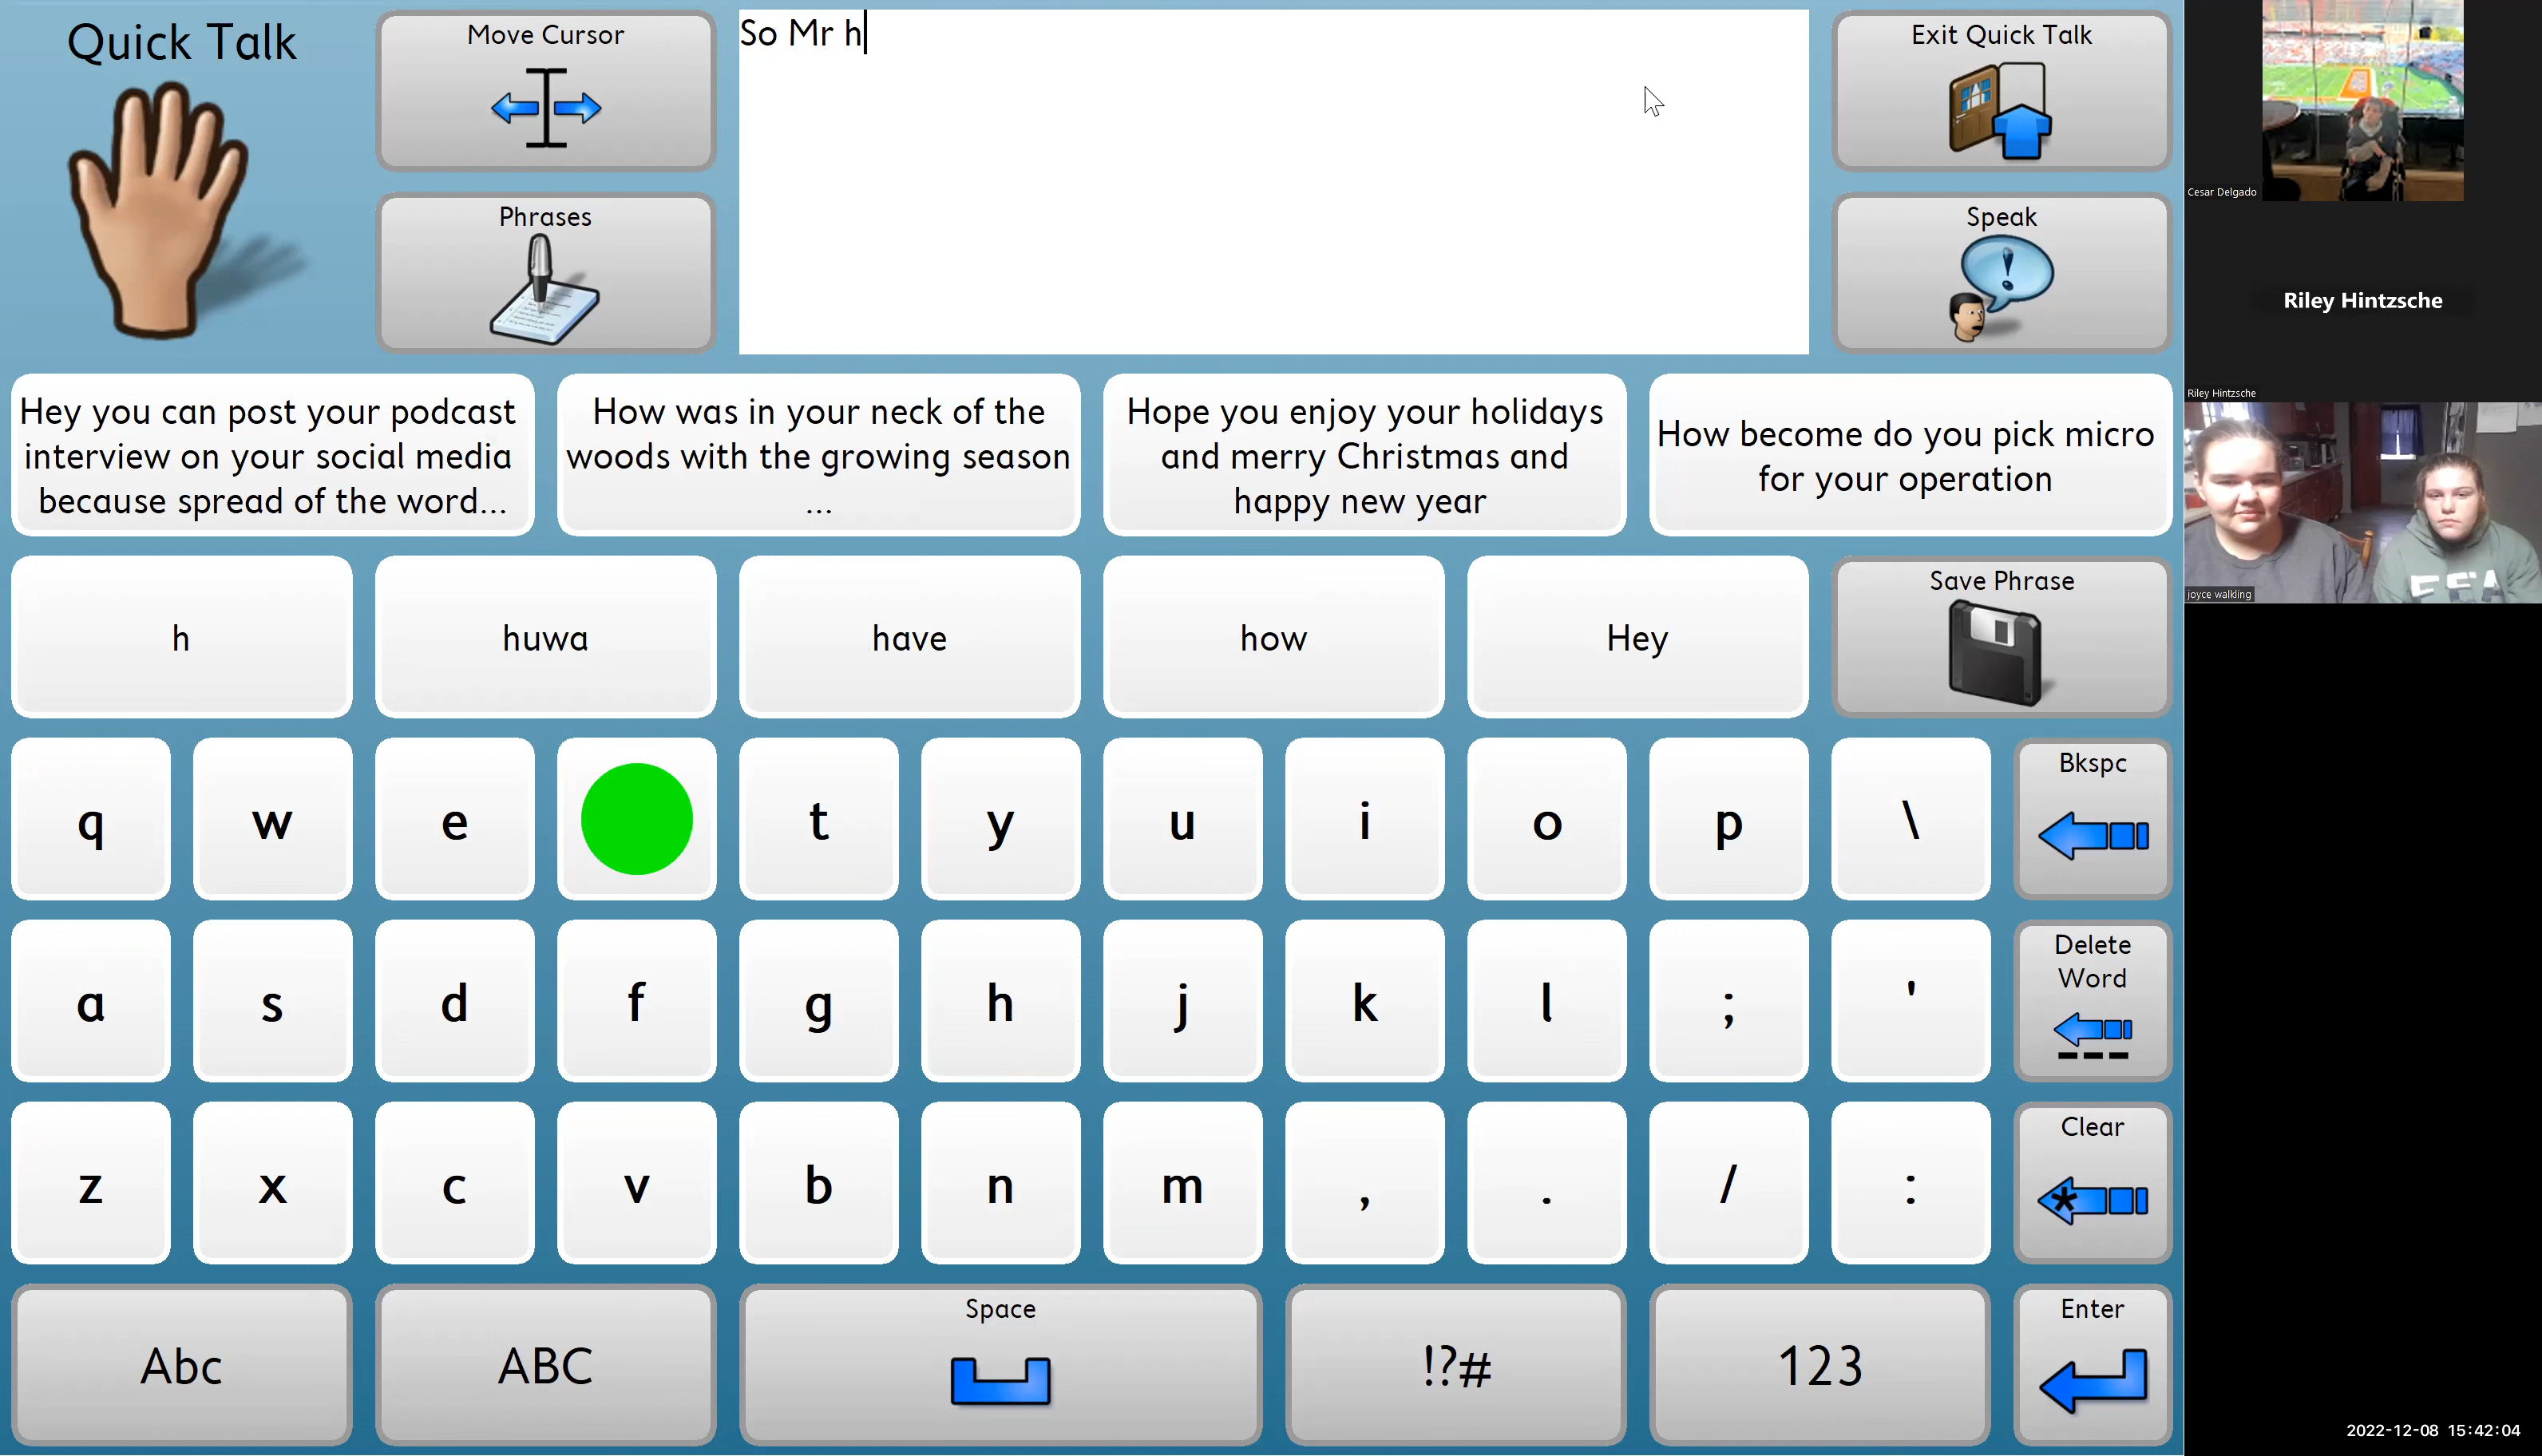 Quick Talk
Move Cursor
So Mr h
Exit Quick Talk
Phrases
Speak
Hey you can post your podcast
interview on your social media
because spread of the word...
How was in your neck of the
woods with the growing season
...
Hope you enjoy your holidays
and merry Christmas and
happy new year
How become do you pick micro
for your operation
h
huwa
have
how
Hey
Save Phrase
q w e t y u i o p \
Bkspc
a s d f g h j k l ; '
Delete
Word
z x c v b n m , . / :
Clear
Abc
ABC
Space
!?#
123
Enter
Cesar Delgado
Riley Hintzsche
Riley Hintzsche
FFA
joyce walkling
2022-12-08 15:42:04